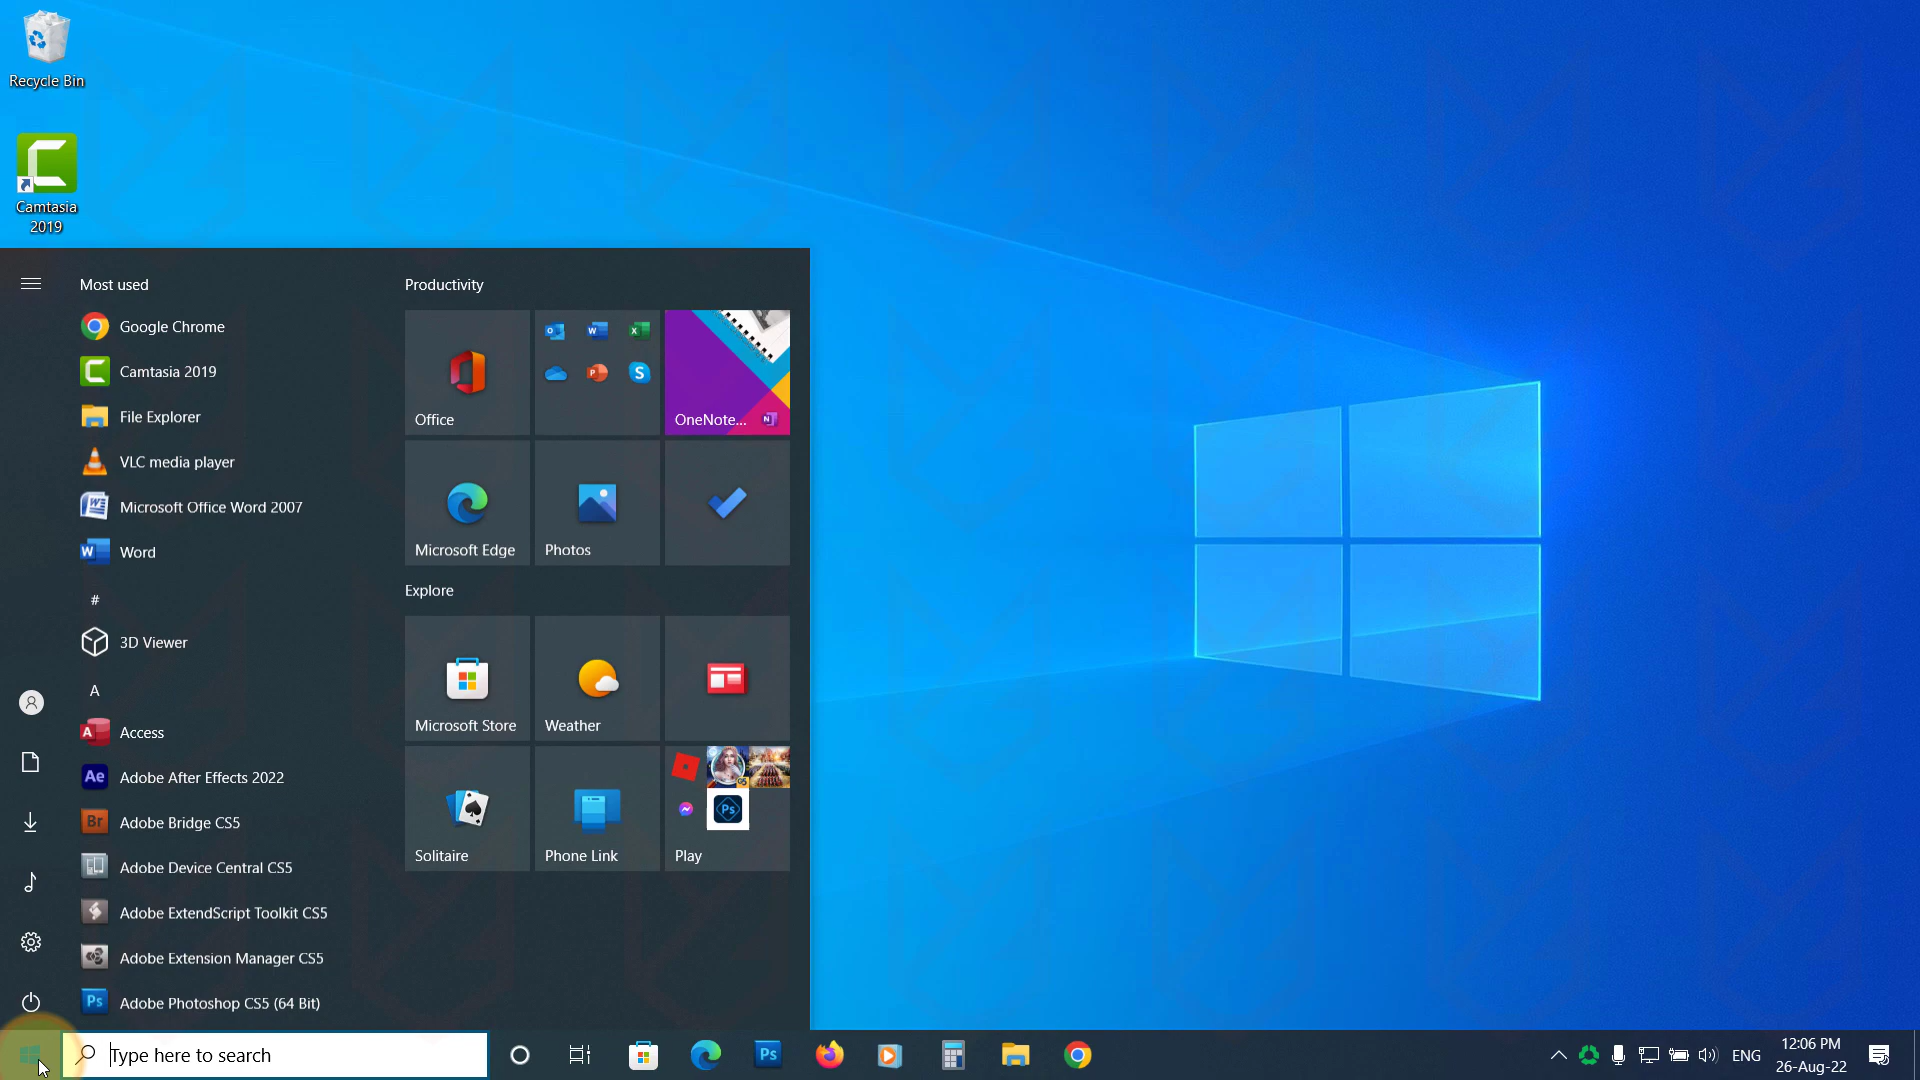 Recycle Bin
Camtasia
2019
Most used
Google Chrome
Camtasia 2019
File Explorer
VLC media player
Microsoft Office Word 2007
Word
#
3D Viewer
A
Access
Adobe After Effects 2022
Adobe Bridge CS5
Adobe Device Central CS5
Adobe ExtendScript Toolkit CS5
Adobe Extension Manager CS5
Adobe Photoshop CS5 (64 Bit)
Productivity
Office
OneNote...
Microsoft Edge
Photos
Explore
Microsoft Store
Weather
Solitaire
Phone Link
Play
Type here to search
ENG
12:06 PM
26-Aug-22